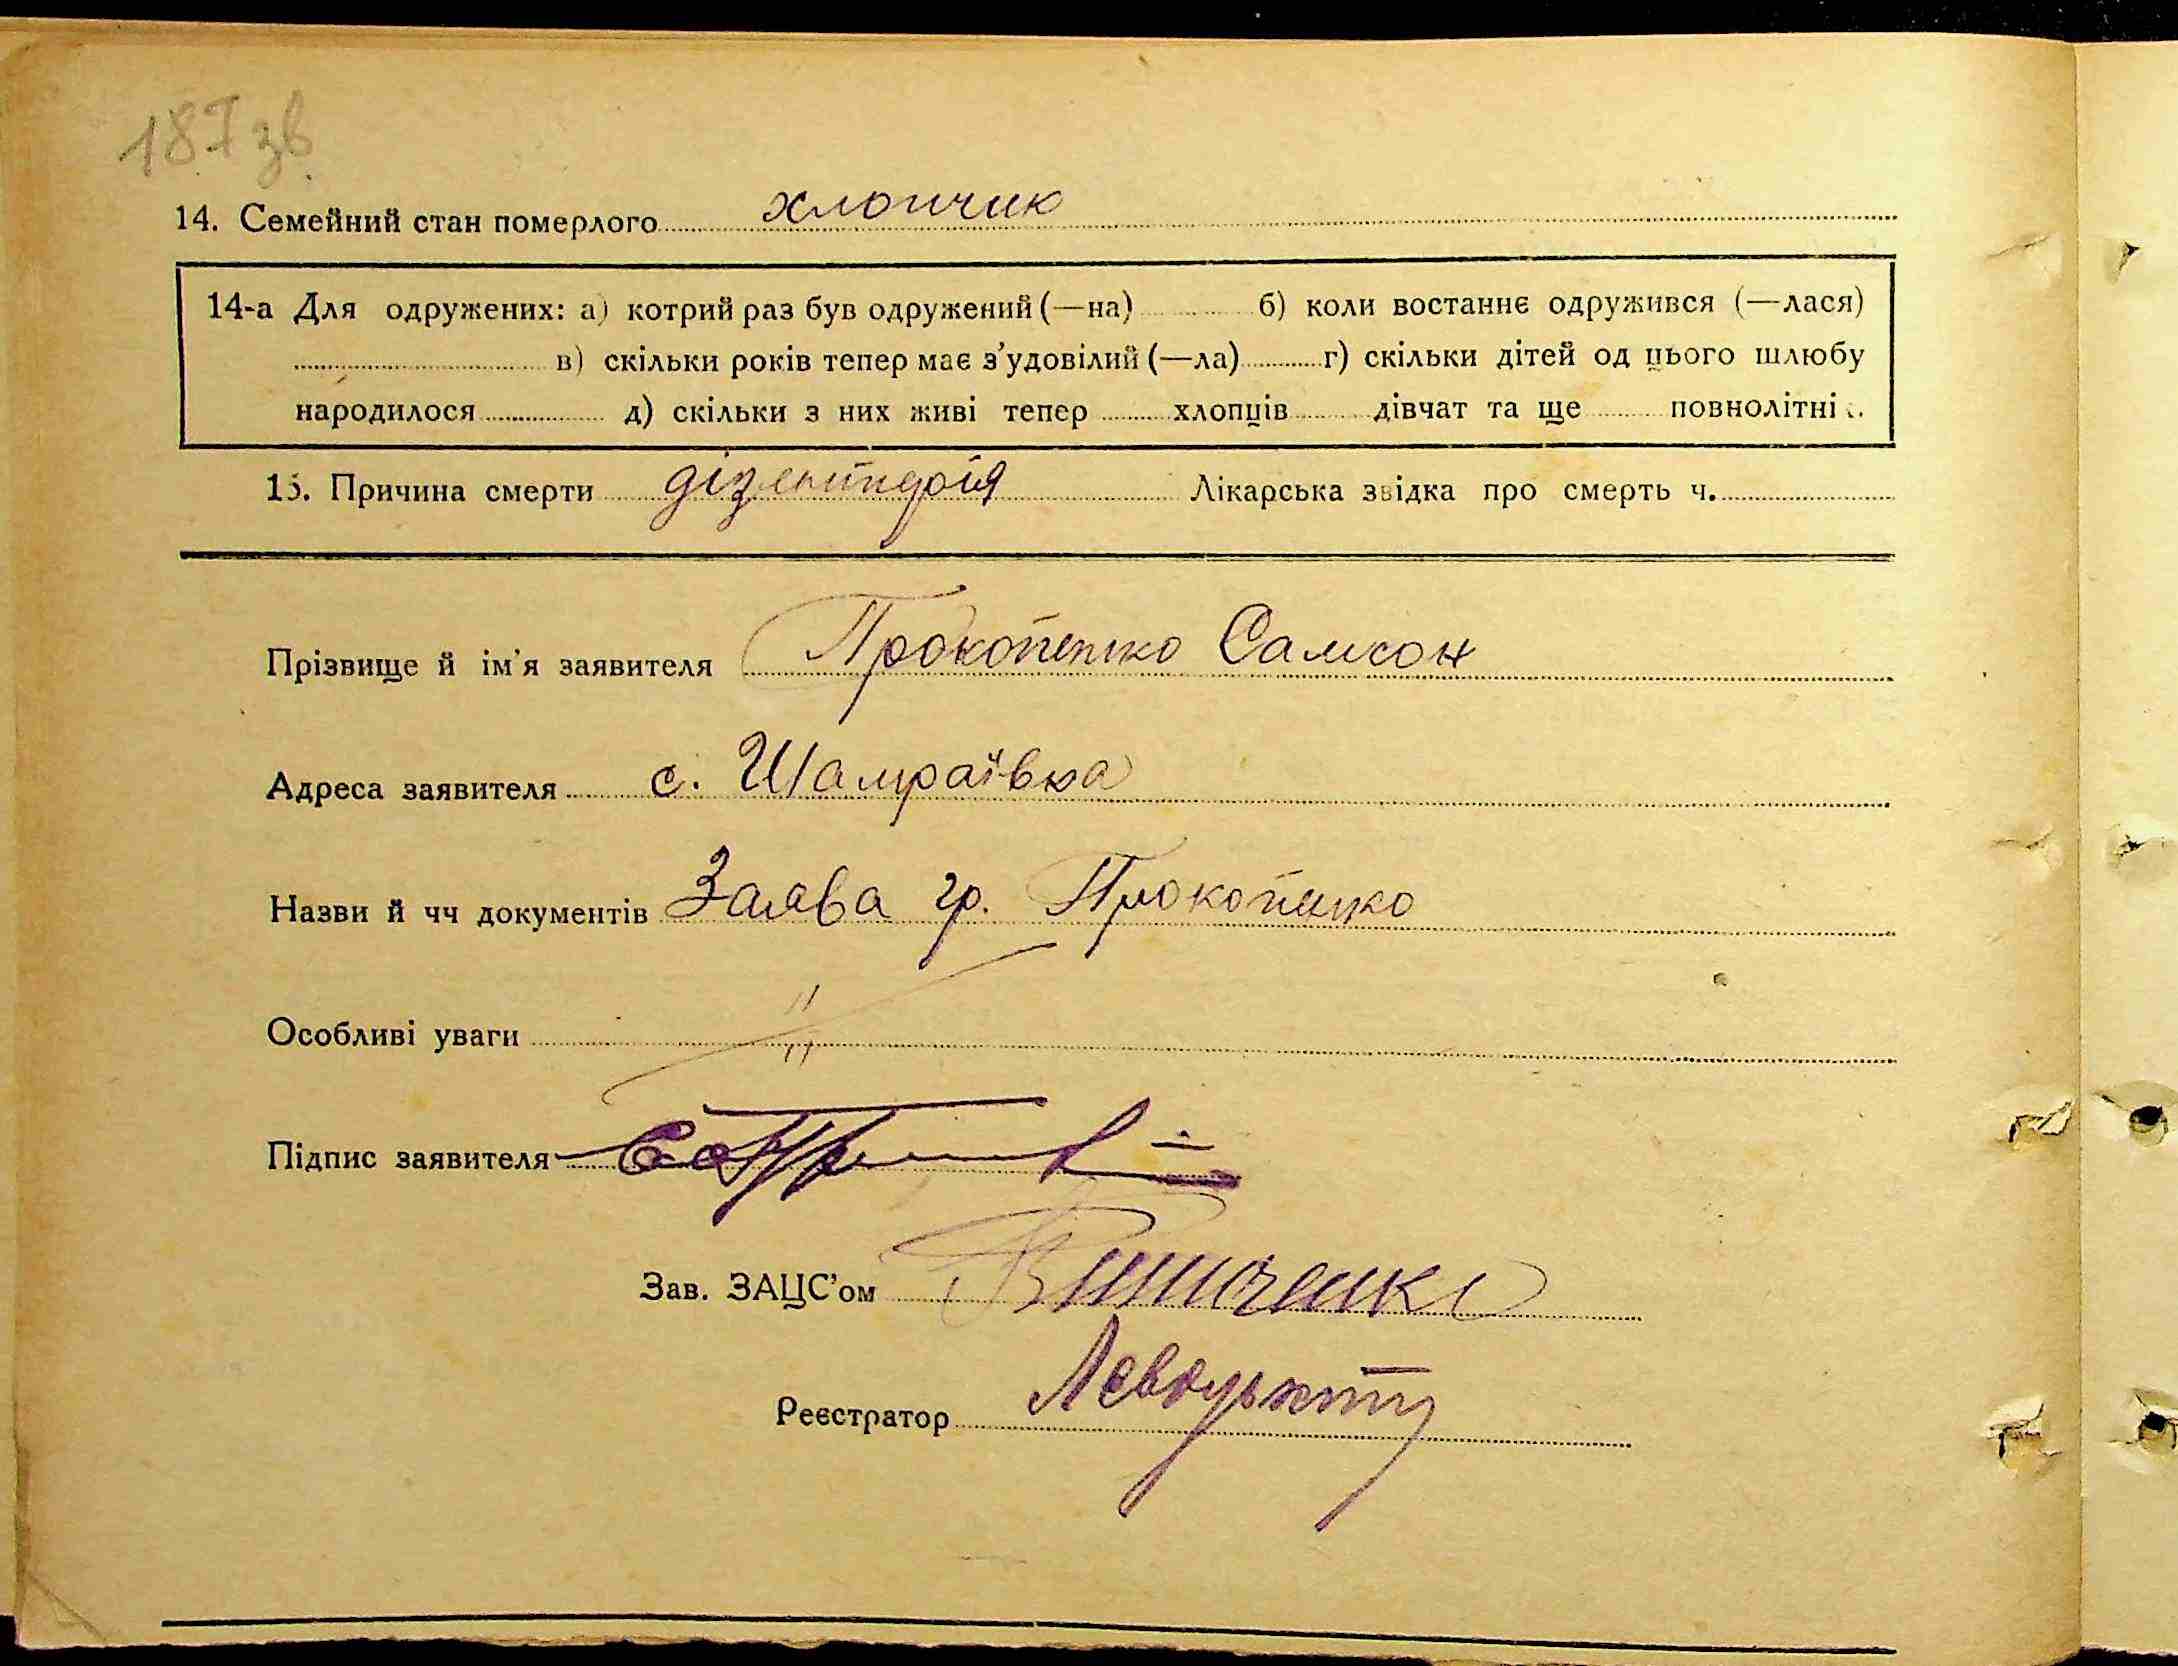 187 зв.
14. Семейний стан померлого хлопчик
14-а Для одружених: а) котрий раз був одружений (—на) б) коли востаннє одружився (—лася)
в) скільки років тепер має з’удовілий (—ла) г) скільки дітей од цього шлюбу
народилося д) скільки з них живі тепер хлопців дівчат та ще повнолітніх.
15. Причина смерти дізентерія Лікарська звідка про смерть ч.
Прізвище й ім’я заявителя Прокопенко Самсон
Адреса заявителя с. Шамраївка
Назви й чч документів Заява гр. Прокопенко
Особливі уваги
Підпис заявителя
Зав. ЗАЦС’ом
Реєстратор